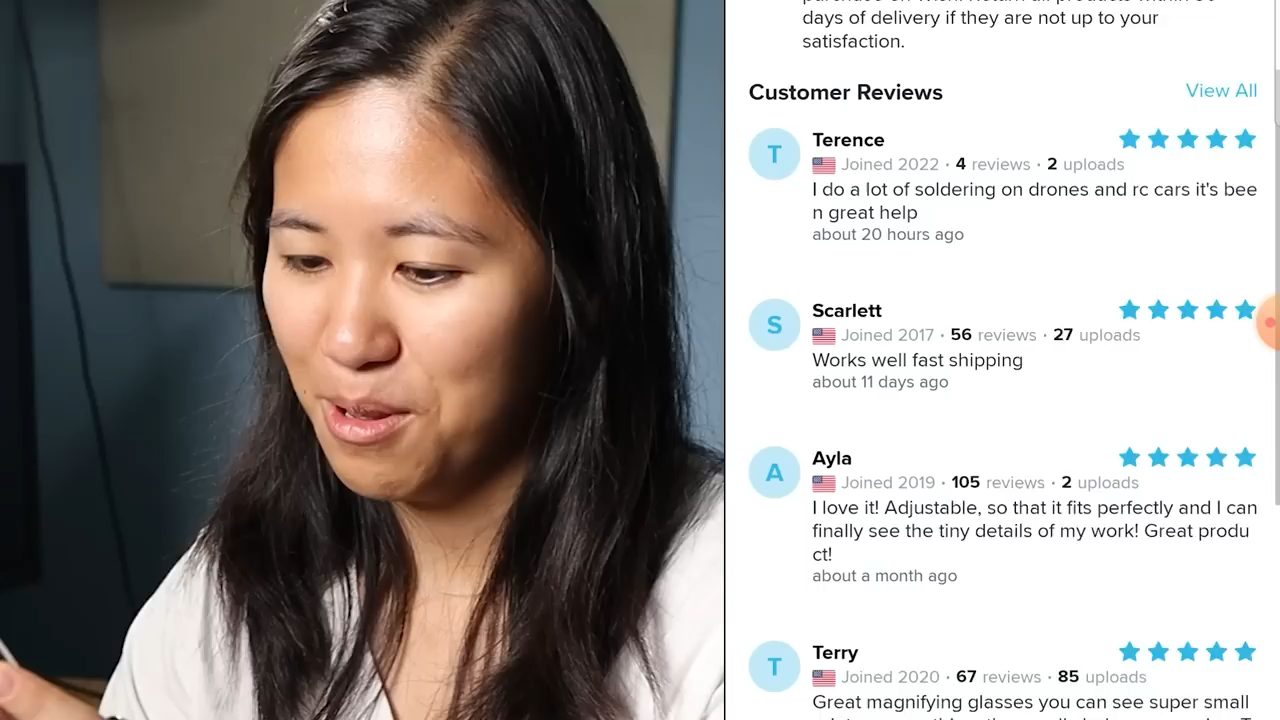 days of delivery if they are not up to your
satisfaction.
Customer Reviews
View All
T
Terence
Joined 2022 • 4 reviews • 2 uploads
I do a lot of soldering on drones and rc cars it's bee
n great help
about 20 hours ago
S
Scarlett
Joined 2017 • 56 reviews • 27 uploads
Works well fast shipping
about 11 days ago
A
Ayla
Joined 2019 • 105 reviews • 2 uploads
I love it! Adjustable, so that it fits perfectly and I can
finally see the tiny details of my work! Great produ
ct!
about a month ago
T
Terry
Joined 2020 • 67 reviews • 85 uploads
Great magnifying glasses you can see super small